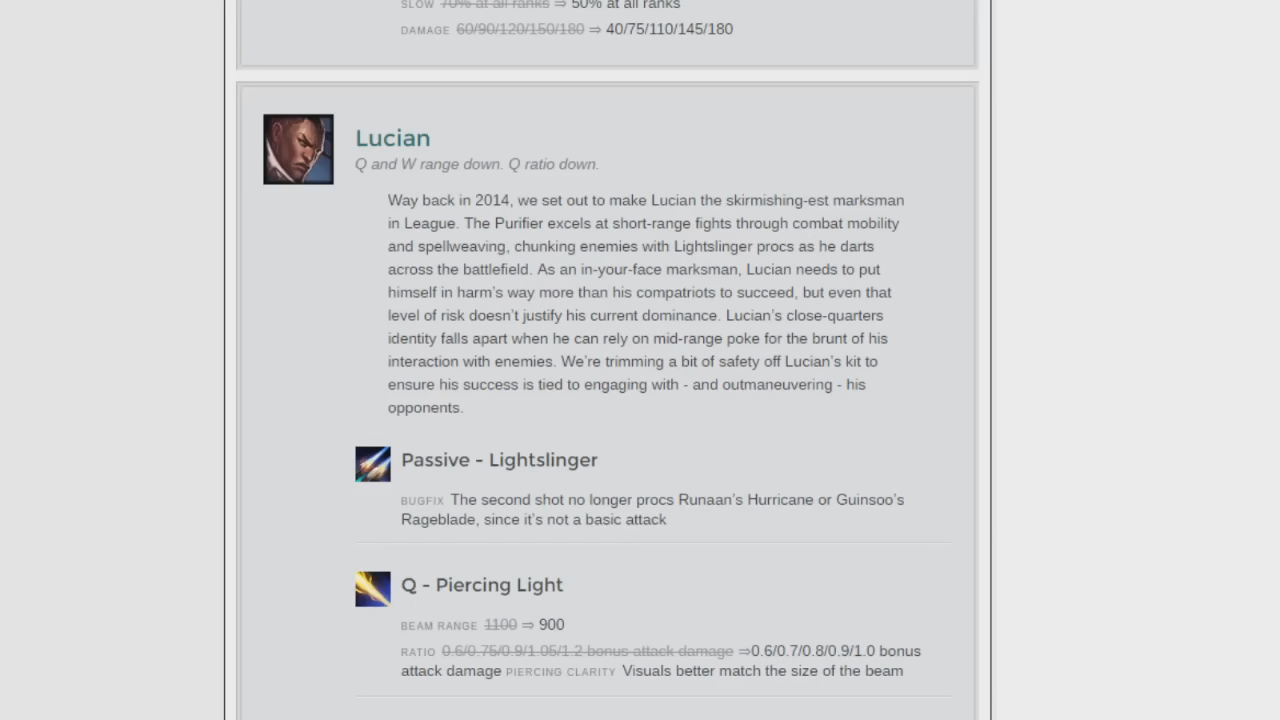 SLOW 70% at all ranks ⇒ 50% at all ranks
DAMAGE 60/90/120/150/180 ⇒ 40/75/110/145/180
Lucian
Q and W range down. Q ratio down.
Way back in 2014, we set out to make Lucian the skirmishing-est marksman
in League. The Purifier excels at short-range fights through combat mobility
and spellweaving, chunking enemies with Lightslinger procs as he darts
across the battlefield. As an in-your-face marksman, Lucian needs to put
himself in harm’s way more than his compatriots to succeed, but even that
level of risk doesn’t justify his current dominance. Lucian’s close-quarters
identity falls apart when he can rely on mid-range poke for the brunt of his
interaction with enemies. We’re trimming a bit of safety off Lucian’s kit to
ensure his success is tied to engaging with - and outmaneuvering - his
opponents.
Passive - Lightslinger
BUGFIX The second shot no longer procs Runaan’s Hurricane or Guinsoo’s
Rageblade, since it’s not a basic attack
Q - Piercing Light
BEAM RANGE 1100 ⇒ 900
RATIO 0.6/0.75/0.9/1.05/1.2 bonus attack damage ⇒0.6/0.7/0.8/0.9/1.0 bonus
attack damage PIERCING CLARITY Visuals better match the size of the beam